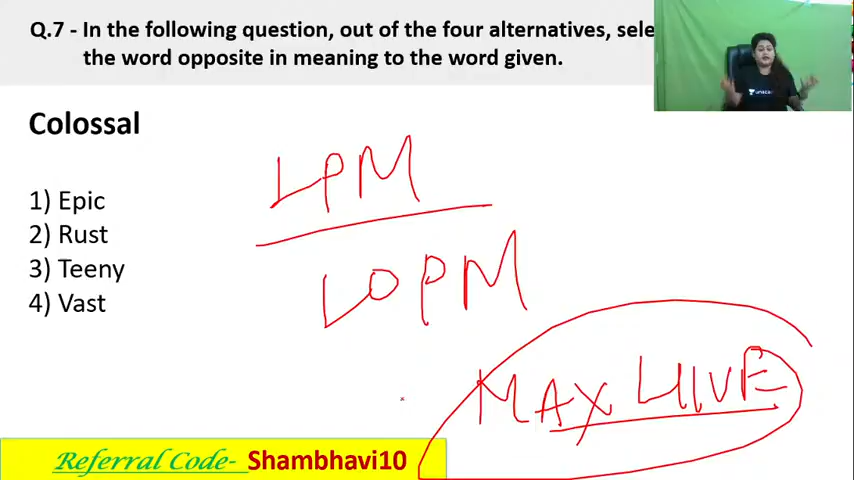 Q.7 - In the following question, out of the four alternatives, sele
the word opposite in meaning to the word given.
Colossal
1) Epic
2) Rust
3) Teeny
4) Vast
LPM
LOPM
MAX
Referral Code- Shambhavi10